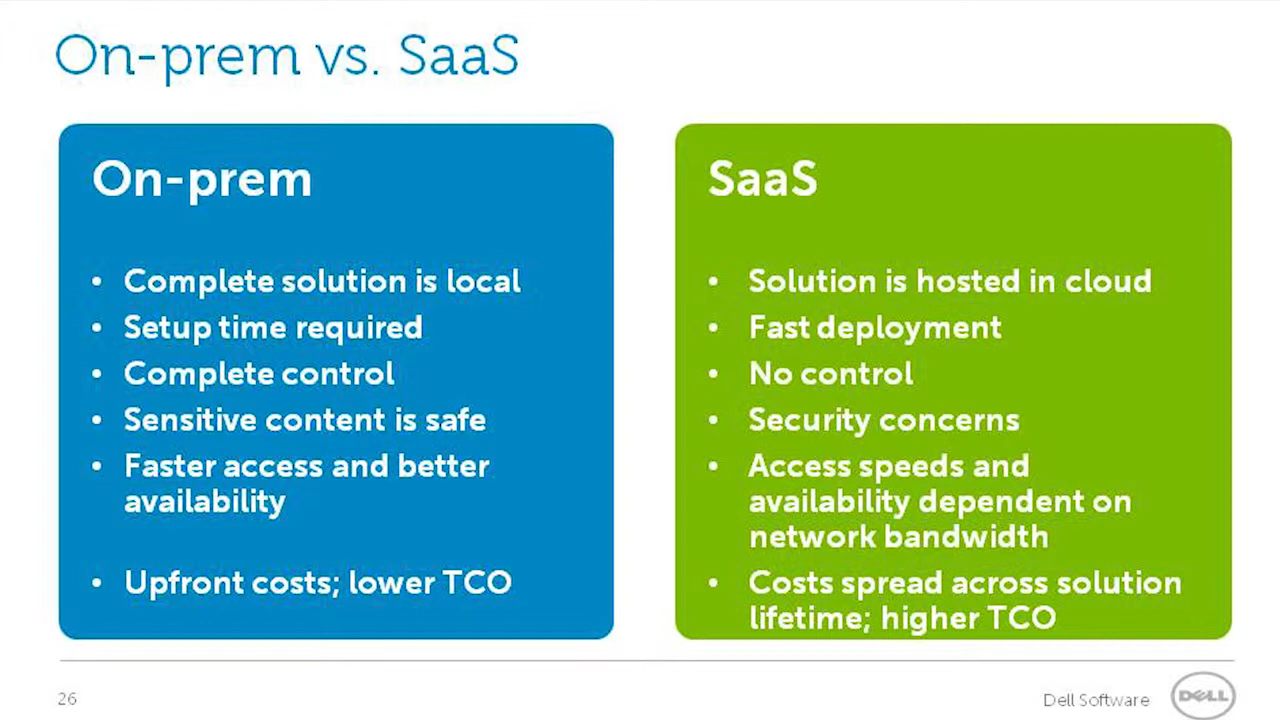 On-prem vs. SaaS
On-prem
• Complete solution is local
• Setup time required
• Complete control
• Sensitive content is safe
• Faster access and better
availability
• Upfront costs; lower TCO
SaaS
• Solution is hosted in cloud
• Fast deployment
• No control
• Security concerns
• Access speeds and
availability dependent on
network bandwidth
• Costs spread across solution
lifetime; higher TCO
26
Dell Software
DELL